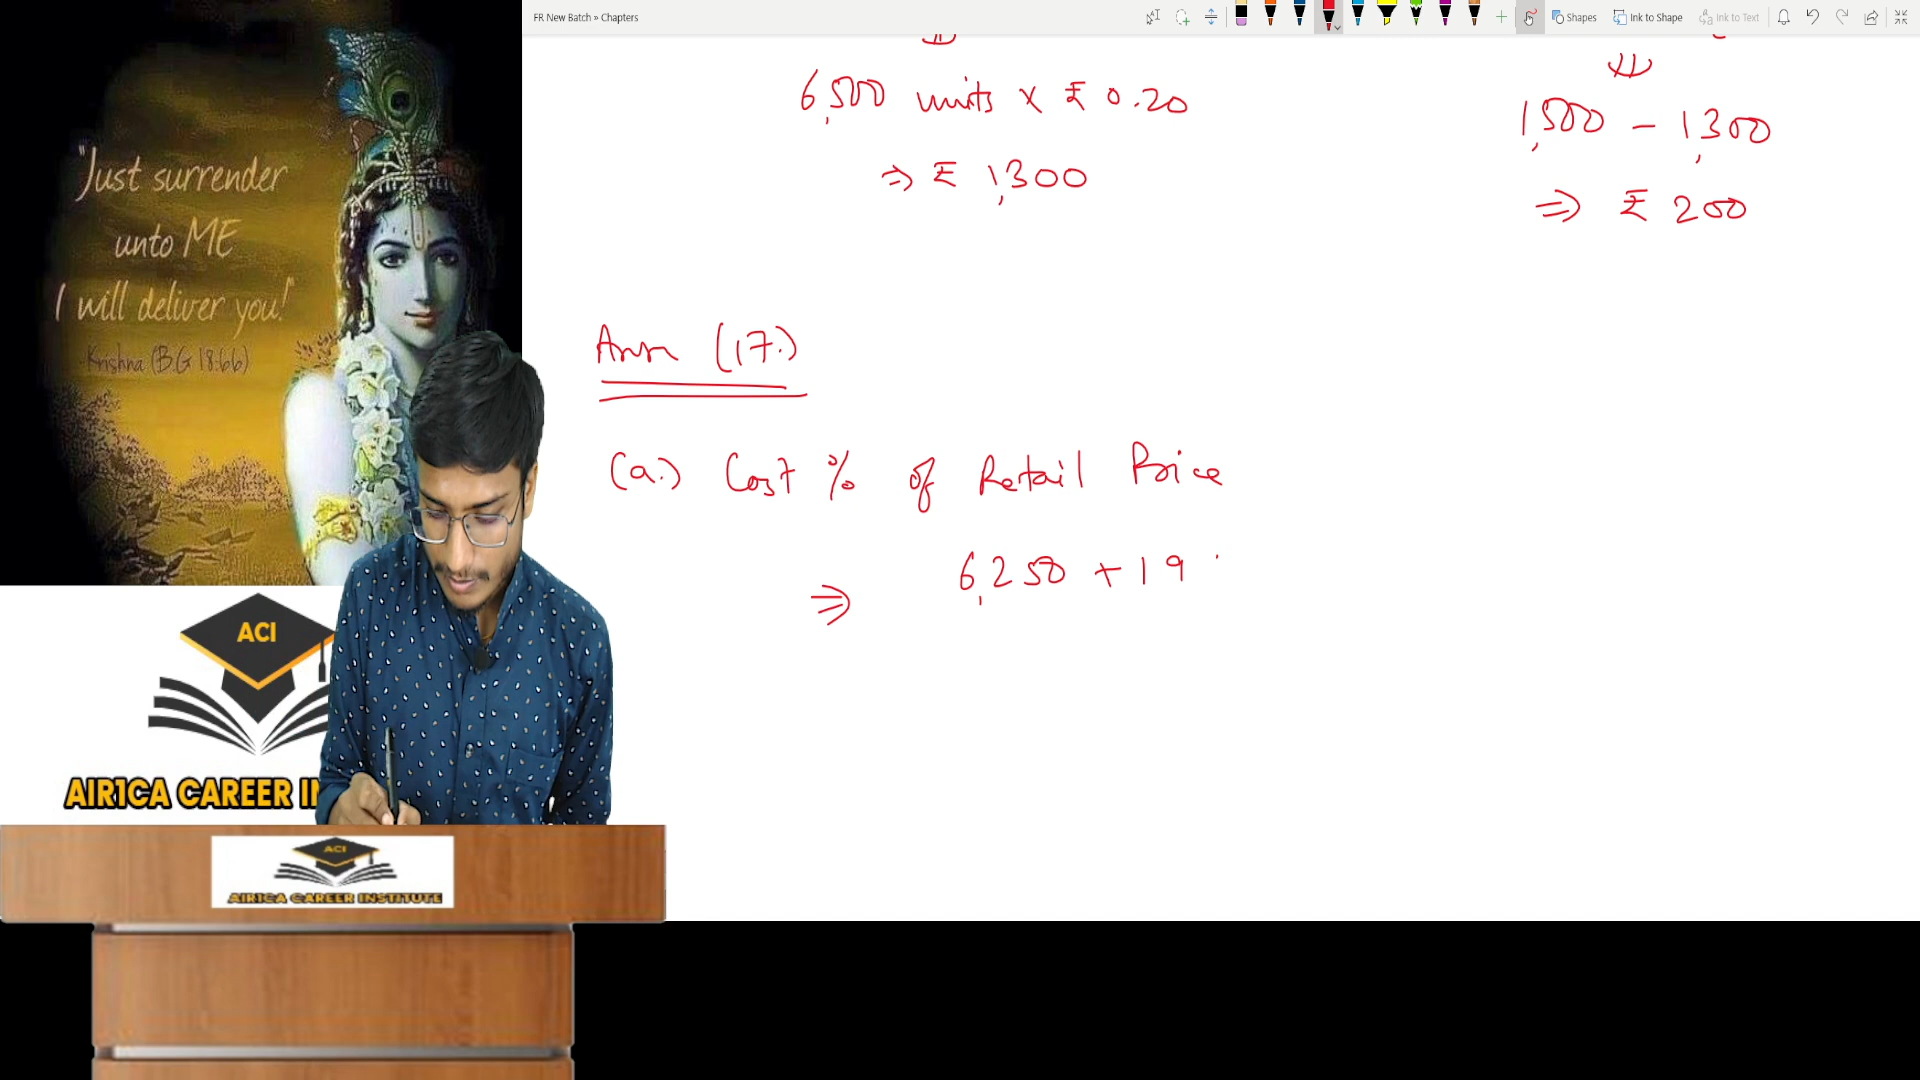 FR New Batch » Chapters
Shapes
Ink to Shape
Ink to Text
6,500 units × ₹ 0.20
⇒ ₹ 1,300
1,500 – 1,300
⇒ ₹ 200
"Just surrender
unto ME
I will deliver you!"
-Krishna (B.G 18:66)
Ans (17.)
(a.) Cost % of Retail Price
⇒ 6,250 + 19
ACI
AIR1CA CAREER IN
ACI
AIR1CA CAREER INSTITUTE